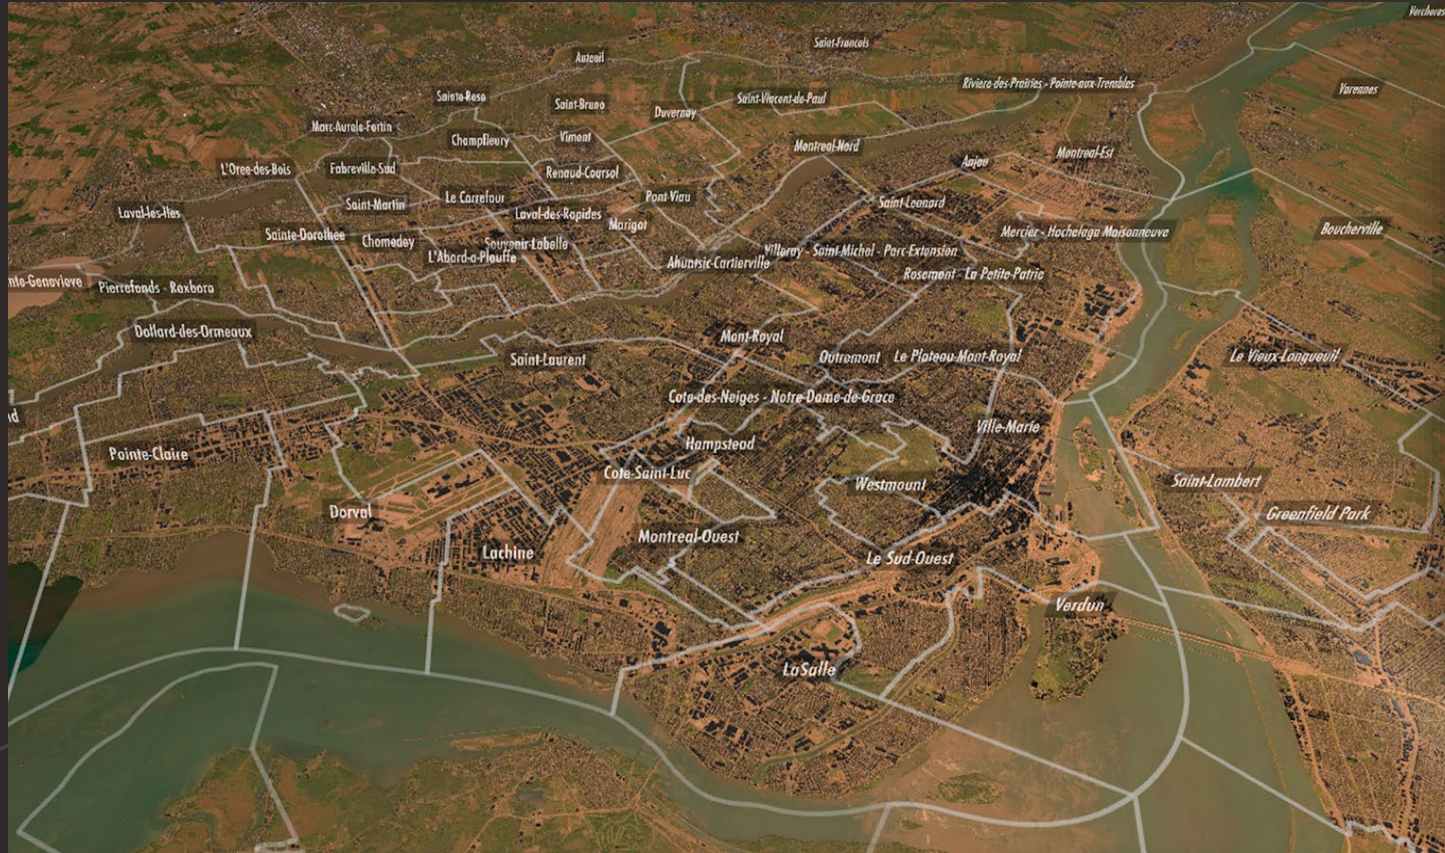 Vercheres
Saint-Francois
Auteuil
Riviere-des-Prairies - Pointe-aux-Trembles
Varennes
Sainte-Rose
Saint-Bruno
Saint-Vincent-de-Paul
Duvernay
Marc-Aurele-Fortin
Champfleury
Vimont
Montreal-Nord
Montreal-Est
Anjou
L'Oree-des-Bois
Fabreville-Sud
Renaud-Coursol
Le Carrefour
Pont-Viau
Saint-Martin
Saint-Leonard
Laval-les-Iles
Laval-des-Rapides
Marigot
Boucherville
Sainte-Dorothee
Chomedey
Souvenir-Labelle
Mercier - Hochelaga-Maisonneuve
L'Abord-a-Plouffe
Ahuntsic-Cartierville
Villeray - Saint-Michel - Parc-Extension
Rosemont - La Petite-Patrie
nte-Genevieve
Pierrefonds - Roxboro
Dollard-des-Ormeaux
Mont-Royal
Saint-Laurent
Outremont
Le Plateau-Mont-Royal
Le Vieux-Longueuil
Cote-des-Neiges - Notre-Dame-de-Grace
Ville-Marie
Hampstead
Pointe-Claire
Cote-Saint-Luc
Westmount
Saint-Lambert
Dorval
Greenfield Park
Montreal-Ouest
Lachine
Le Sud-Ouest
Verdun
LaSalle